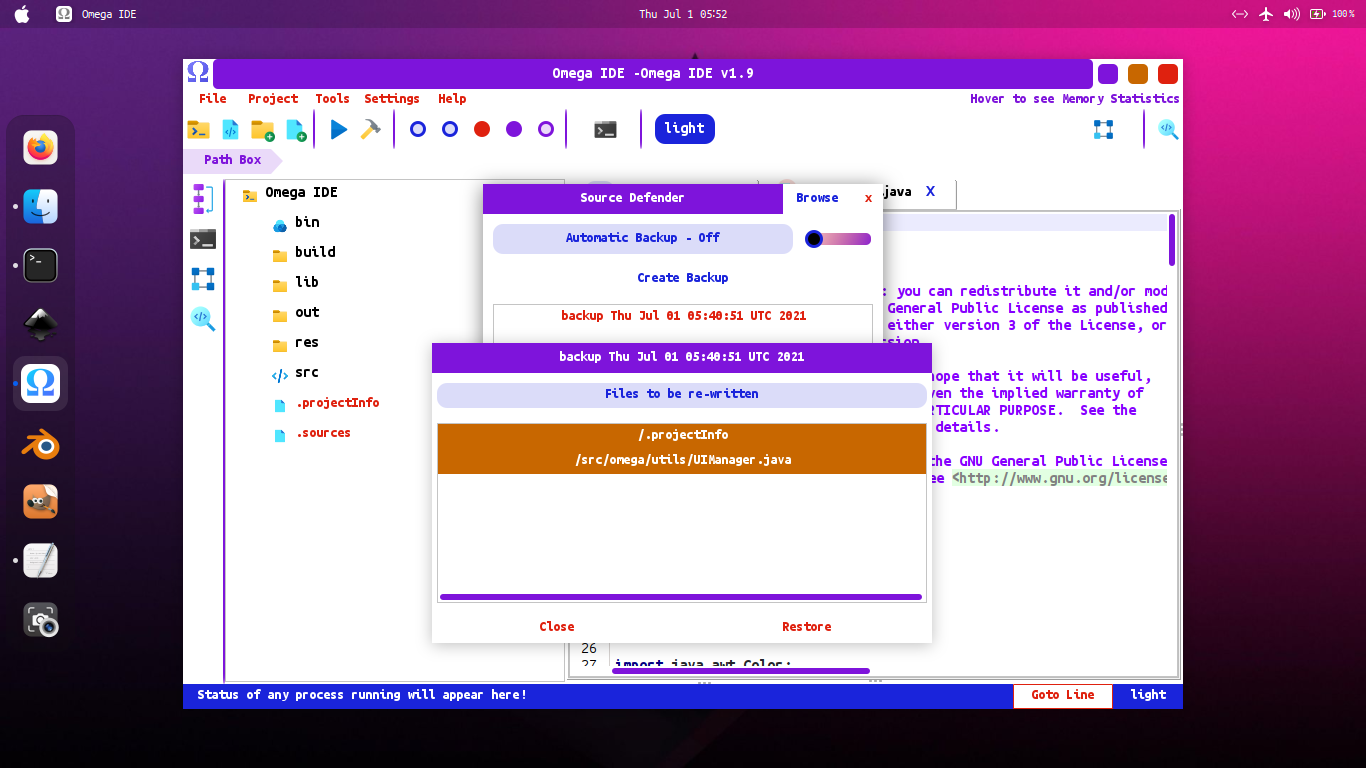 Omega IDE
Thu Jul 1 05:52
100%
Omega IDE -Omega IDE v1.9
File Project Tools Settings Help
Hover to see Memory Statistics
light
Path Box
Omega IDE
bin
build
lib
out
res
src
.projectInfo
.sources
java X
Source Defender
Browse
x
Automatic Backup - Off
Create Backup
backup Thu Jul 01 05:40:51 UTC 2021
: you can redistribute it and/or mod
General Public License as published
either version 3 of the License, or
hope that it will be useful,
the implied warranty of
PURPOSE. See the
details.
the GNU General Public License
<http://www.gnu.org/license
backup Thu Jul 01 05:40:51 UTC 2021
Files to be re-written
/.projectInfo
/src/omega/utils/UIManager.java
Close
Restore
26
27 import java.awt.Color;
Status of any process running will appear here!
Goto Line
light